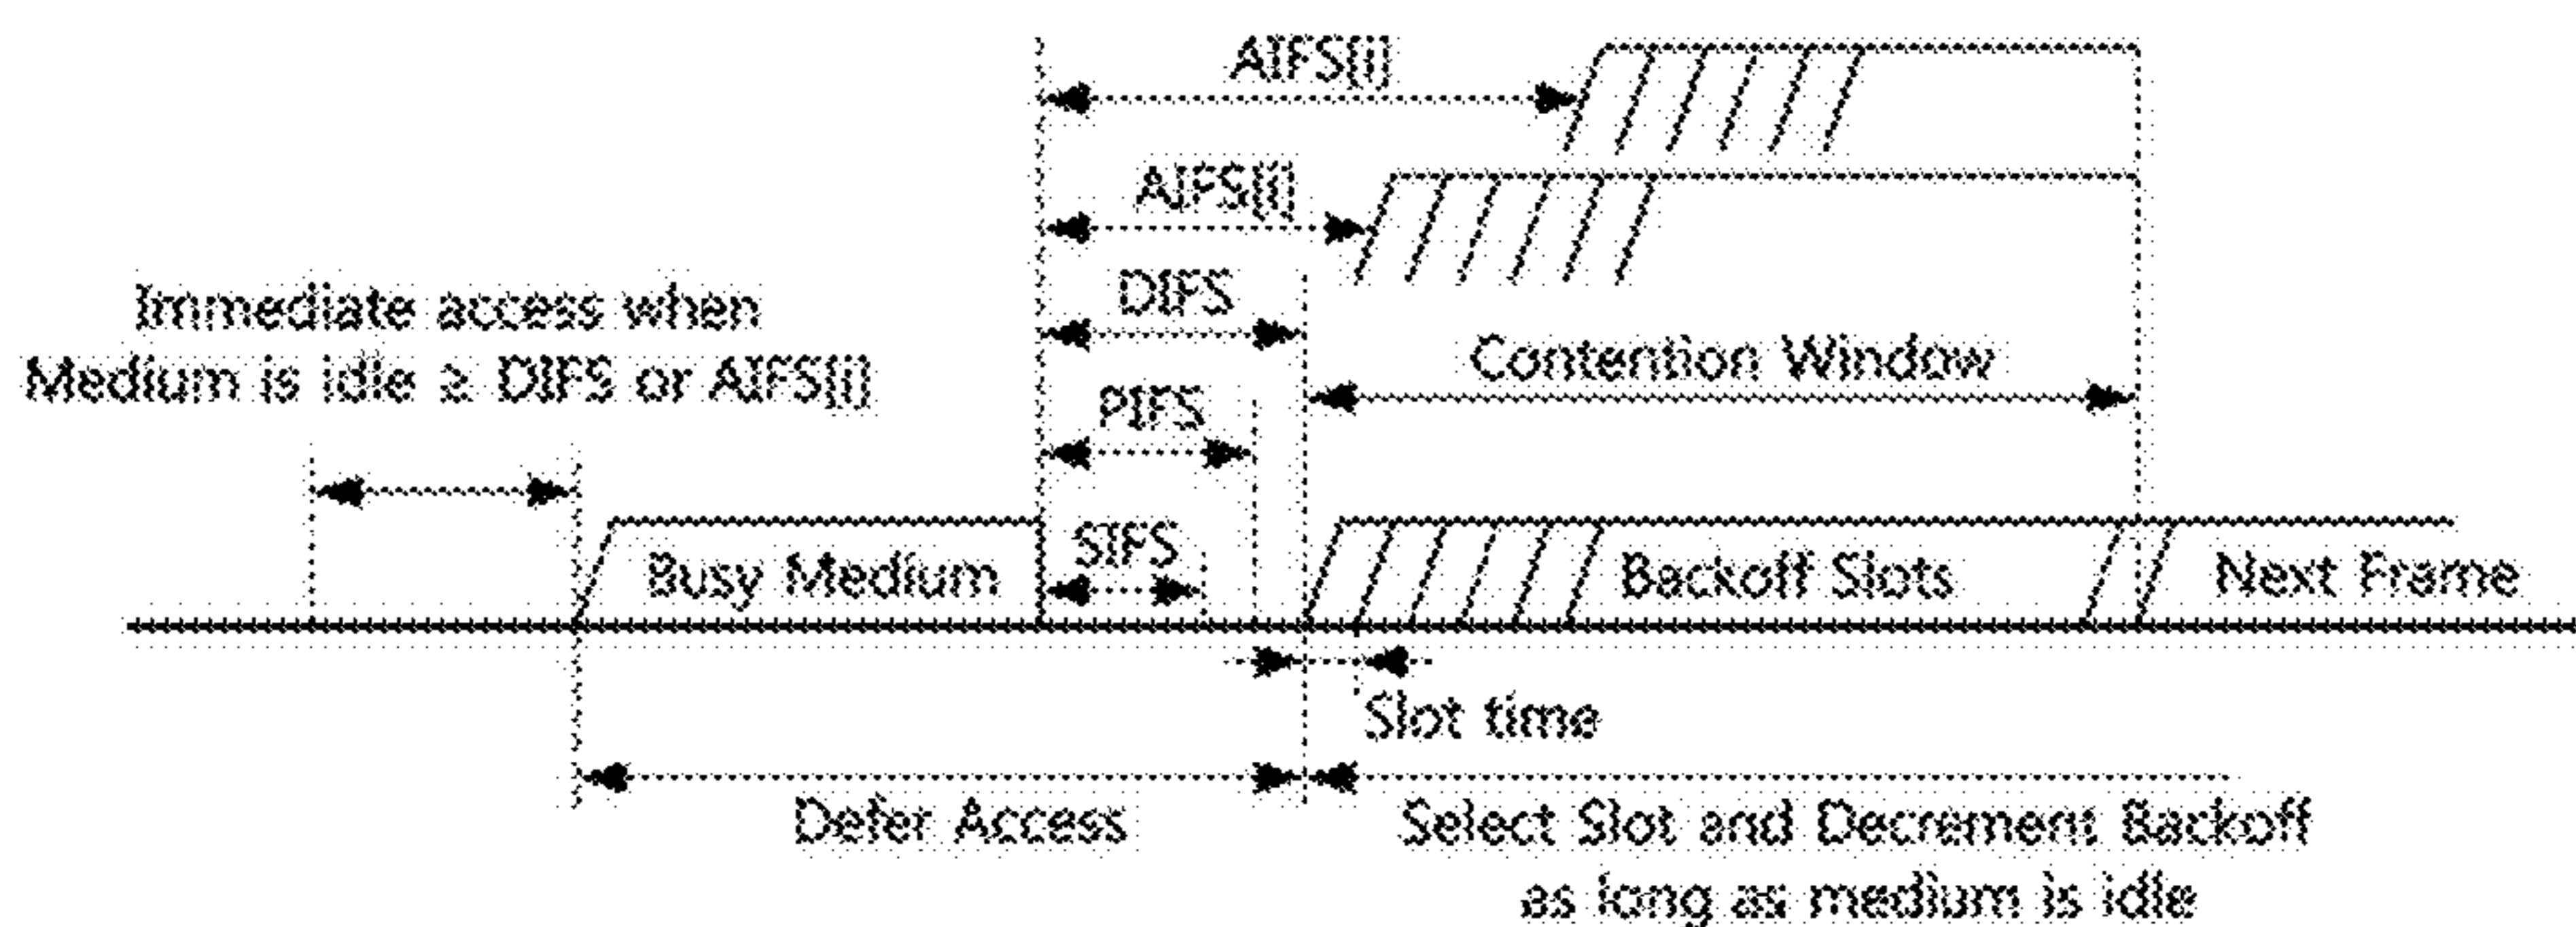 AIFS[i]
AIFS[i]
DIFS
Immediate access when
Medium is idle ≥ DIFS or AIFS[i]
Contention Window
PIFS
SIFS
Busy Medium
Backoff Slots
Next Frame
Slot time
Defer Access
Select Slot and Decrement Backoff
as long as medium is idle